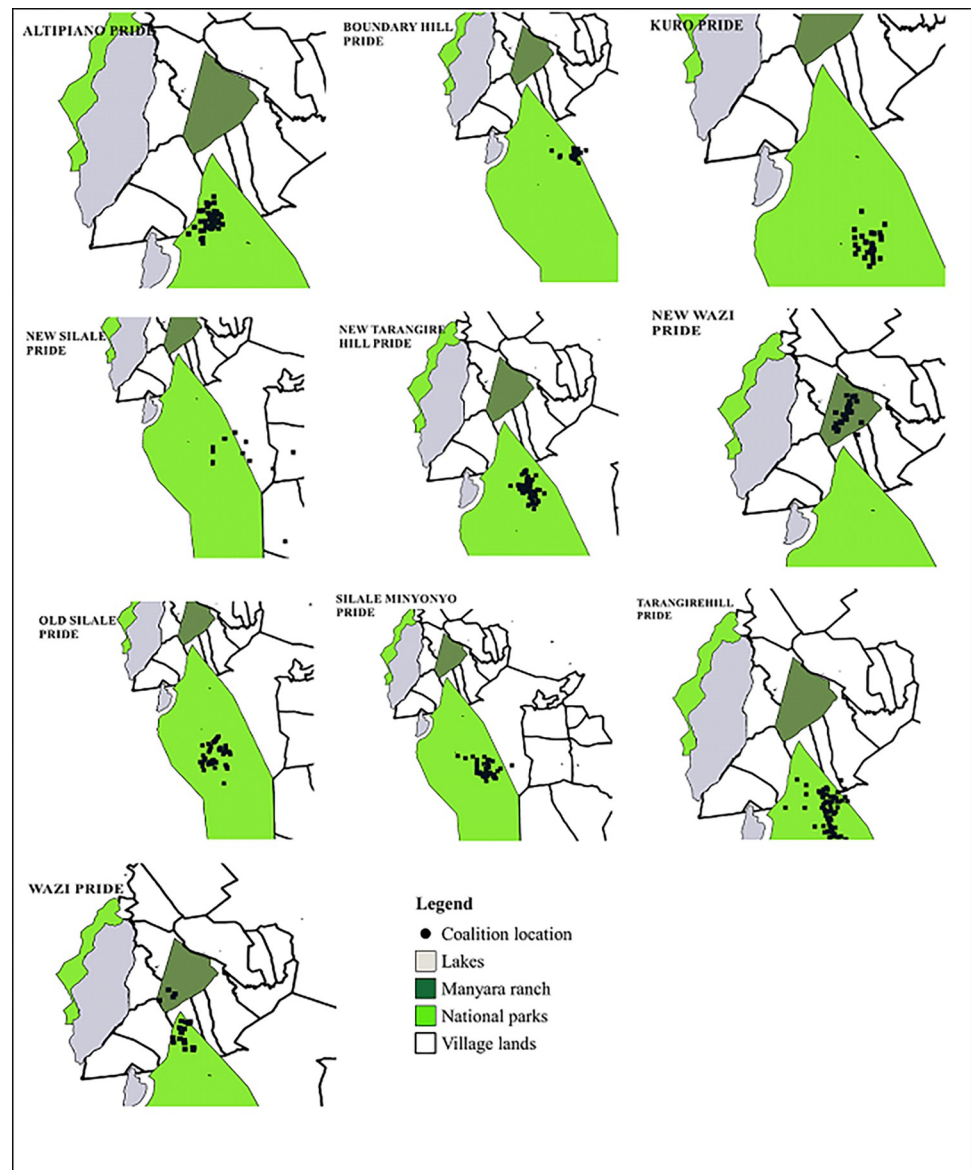 ALTIPIANO PRIDE
BOUNDARY HILL
PRIDE
KURO PRIDE
NEW SILALE
PRIDE
NEW TARANGIRE
HILL PRIDE
NEW WAZI
PRIDE
OLD SILALE
PRIDE
SILALE MINYONYO
PRIDE
TARANGIREHILL
PRIDE
WAZI PRIDE
Legend
Coalition location
Lakes
Manyara ranch
National parks
Village lands